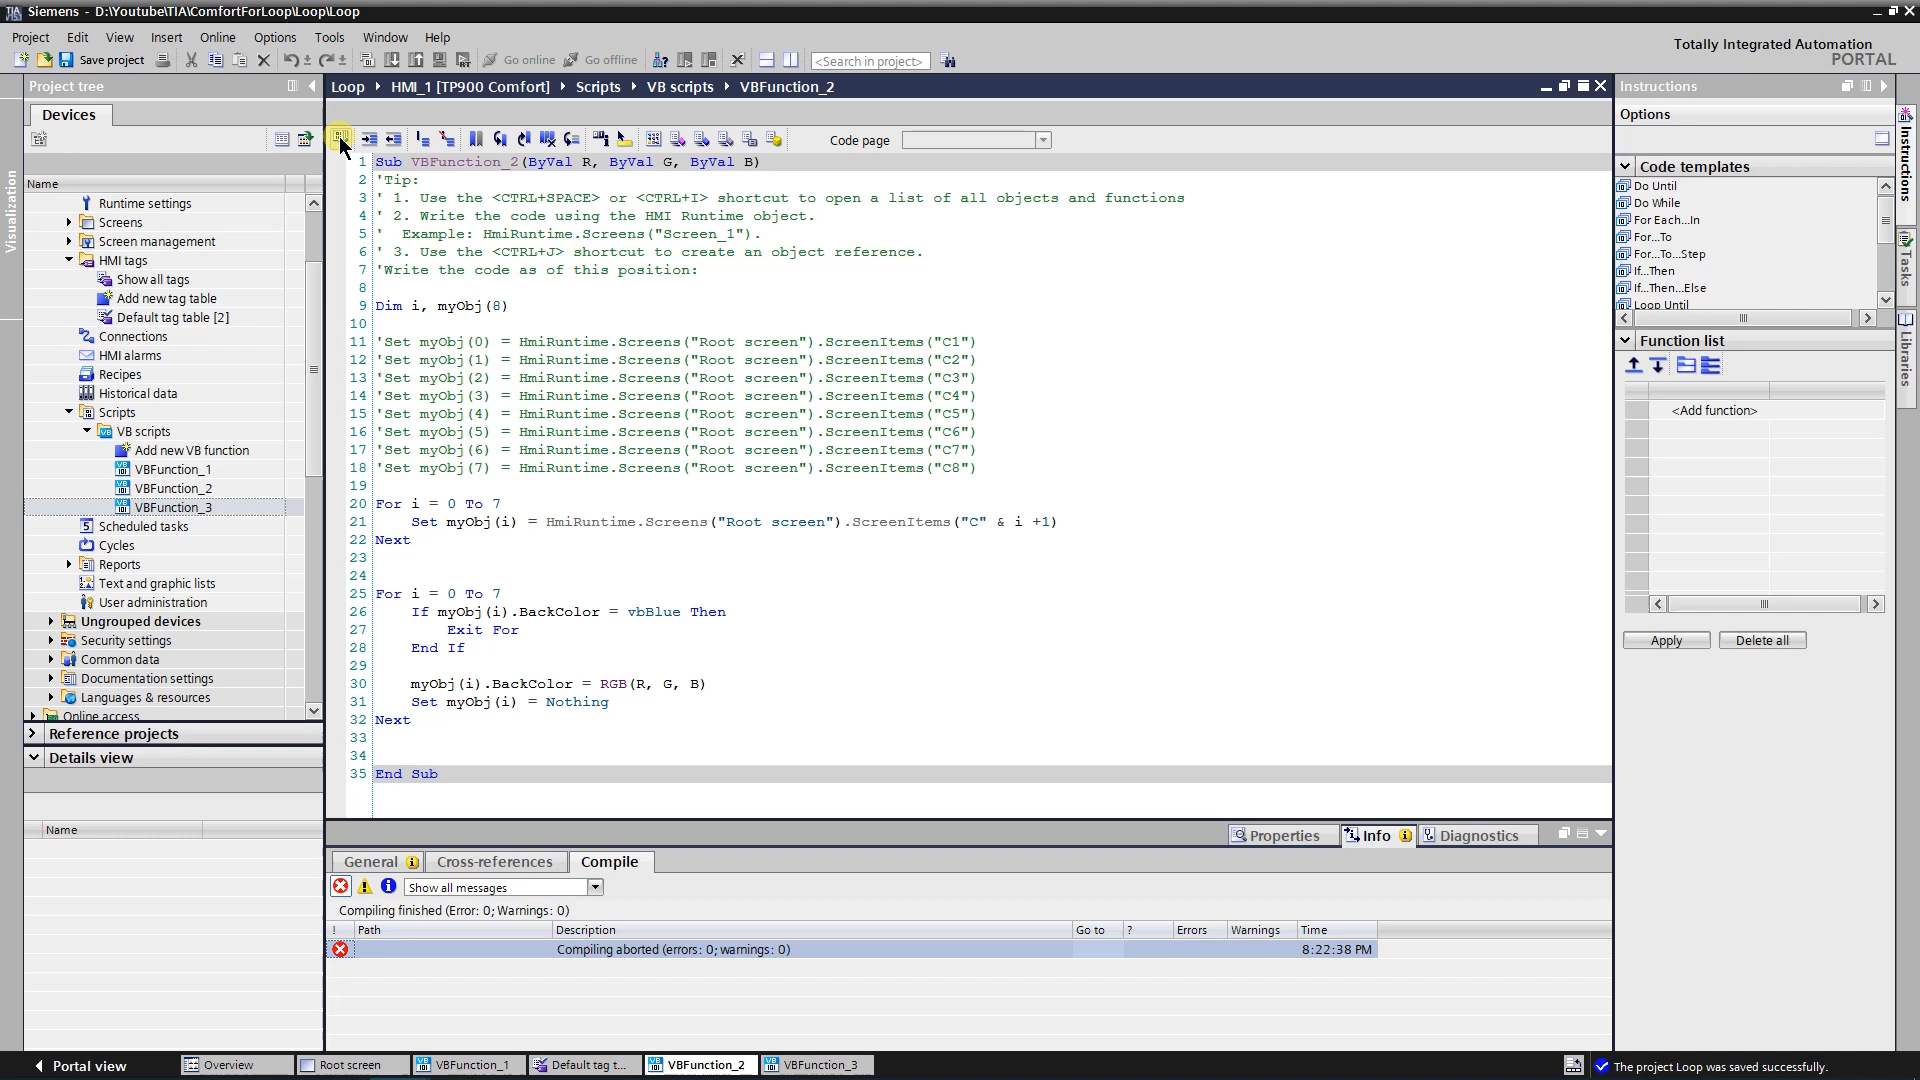 Siemens - D:\Youtube\TIA\ComfortForLoop\Loop\Loop
Project Edit View Insert Online Options Tools Window Help
Totally Integrated Automation
PORTAL
Save project
Go online
Go offline
<Search in project>
Project tree
Devices
Name
Runtime settings
Screens
Screen management
HMI tags
Show all tags
Add new tag table
Default tag table [2]
Connections
HMI alarms
Recipes
Historical data
Scripts
VB scripts
Add new VB function
VBFunction_1
VBFunction_2
VBFunction_3
Scheduled tasks
Cycles
Reports
Text and graphic lists
User administration
Ungrouped devices
Security settings
Common data
Documentation settings
Languages & resources
Online access
Reference projects
Details view
Name
Visualization
Loop HMI_1 [TP900 Comfort] Scripts VB scripts VBFunction_2
Code page
1 Sub VBFunction_2(ByVal R, ByVal G, ByVal B)
2 'Tip:
3 ' 1. Use the <CTRL+SPACE> or <CTRL+I> shortcut to open a list of all objects and functions
4 ' 2. Write the code using the HMI Runtime object.
5 '  Example: HmiRuntime.Screens("Screen_1").
6 ' 3. Use the <CTRL+J> shortcut to create an object reference.
7 'Write the code as of this position:
8
9 Dim i, myObj(8)
10
11 'Set myObj(0) = HmiRuntime.Screens("Root screen").ScreenItems("C1")
12 'Set myObj(1) = HmiRuntime.Screens("Root screen").ScreenItems("C2")
13 'Set myObj(2) = HmiRuntime.Screens("Root screen").ScreenItems("C3")
14 'Set myObj(3) = HmiRuntime.Screens("Root screen").ScreenItems("C4")
15 'Set myObj(4) = HmiRuntime.Screens("Root screen").ScreenItems("C5")
16 'Set myObj(5) = HmiRuntime.Screens("Root screen").ScreenItems("C6")
17 'Set myObj(6) = HmiRuntime.Screens("Root screen").ScreenItems("C7")
18 'Set myObj(7) = HmiRuntime.Screens("Root screen").ScreenItems("C8")
19
20 For i = 0 To 7
21     Set myObj(i) = HmiRuntime.Screens("Root screen").ScreenItems("C" & i +1)
22 Next
23
24
25 For i = 0 To 7
26     If myObj(i).BackColor = vbBlue Then
27         Exit For
28     End If
29
30     myObj(i).BackColor = RGB(R, G, B)
31     Set myObj(i) = Nothing
32 Next
33
34
35 End Sub
Properties Info Diagnostics
General Cross-references Compile
Show all messages
Compiling finished (Error: 0; Warnings: 0)
! Path Description Go to ? Errors Warnings Time
Compiling aborted (errors: 0; warnings: 0) 8:22:38 PM
Instructions
Options
Code templates
Do Until
Do While
For Each...In
For...To
For...To...Step
If...Then
If...Then...Else
Loop Until
Function list
<Add function>
Apply Delete all
Instructions
Tasks
Libraries
Portal view Overview Root screen VBFunction_1 Default tag t... VBFunction_2 VBFunction_3
The project Loop was saved successfully.